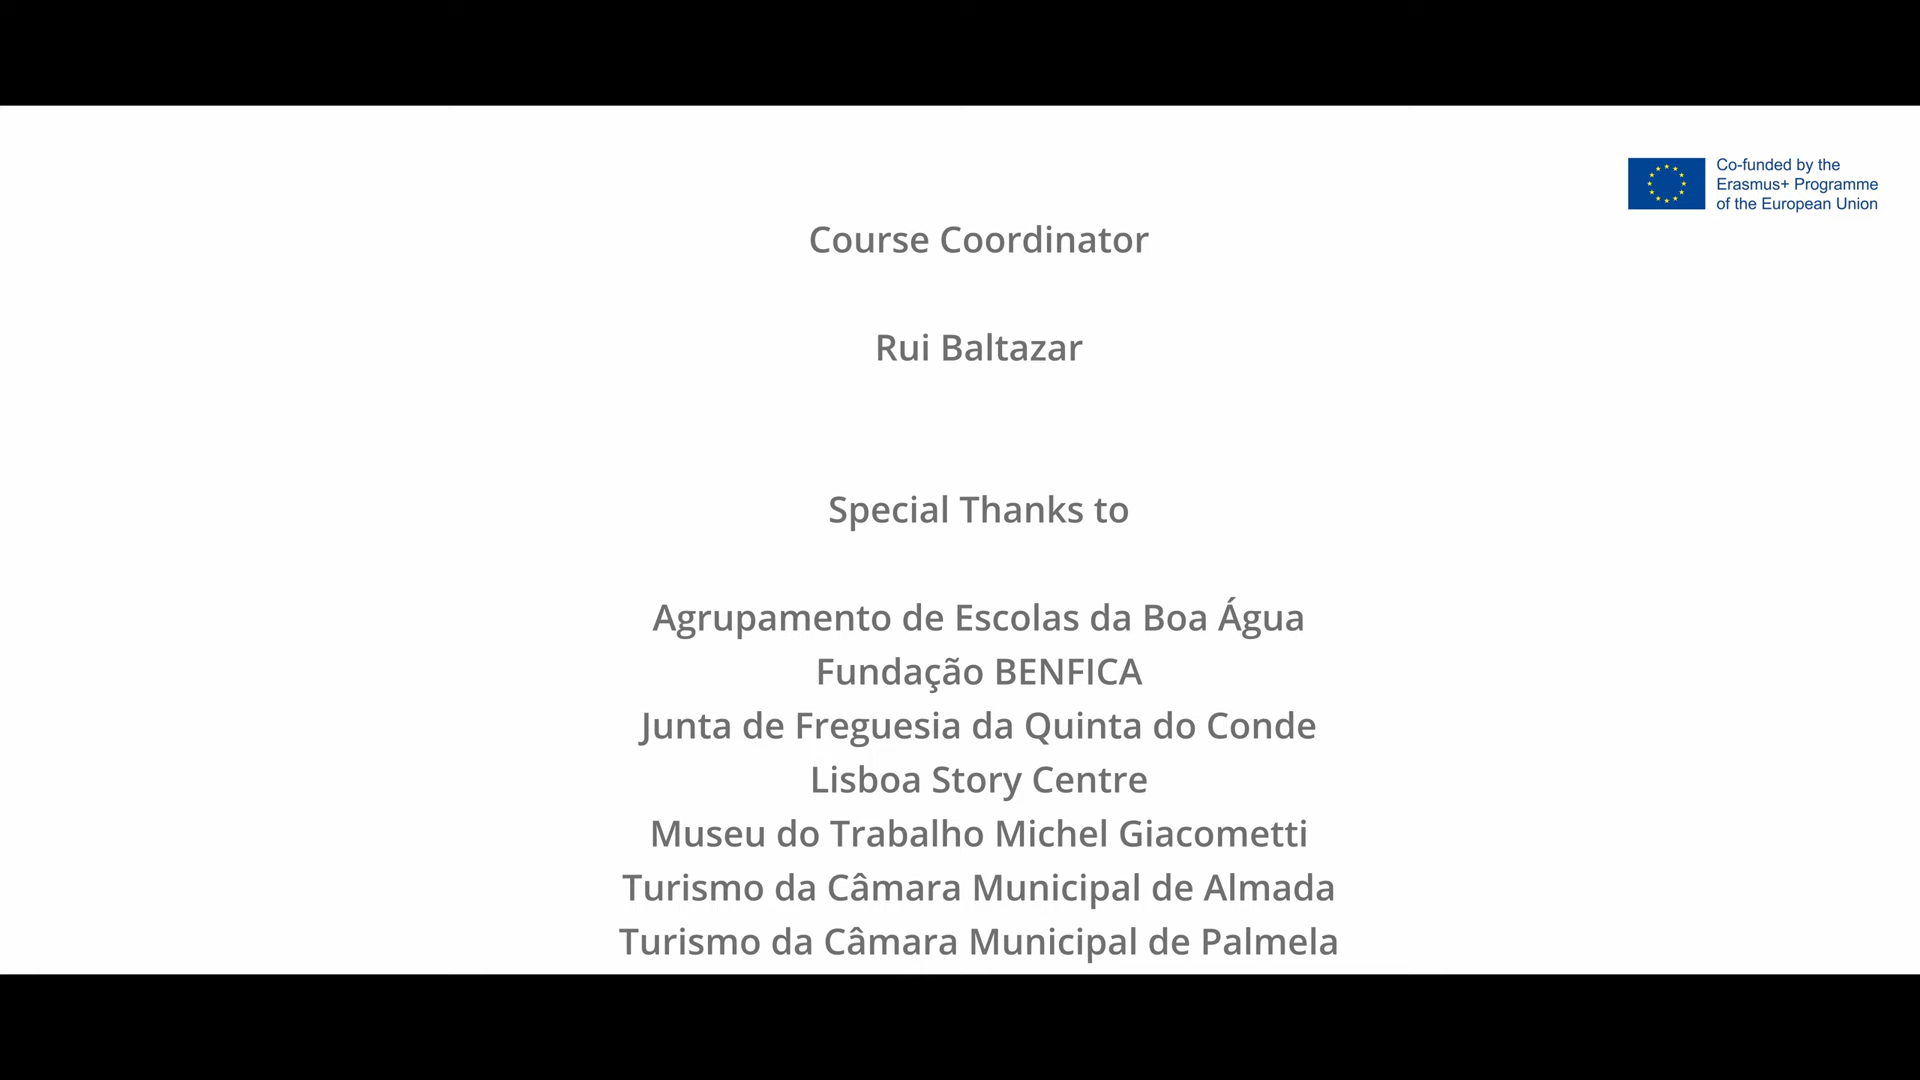 Co-funded by the
Erasmus+ Programme
of the European Union
Course Coordinator
Rui Baltazar
Special Thanks to
Agrupamento de Escolas da Boa Água
Fundação BENFICA
Junta de Freguesia da Quinta do Conde
Lisboa Story Centre
Museu do Trabalho Michel Giacometti
Turismo da Câmara Municipal de Almada
Turismo da Câmara Municipal de Palmela